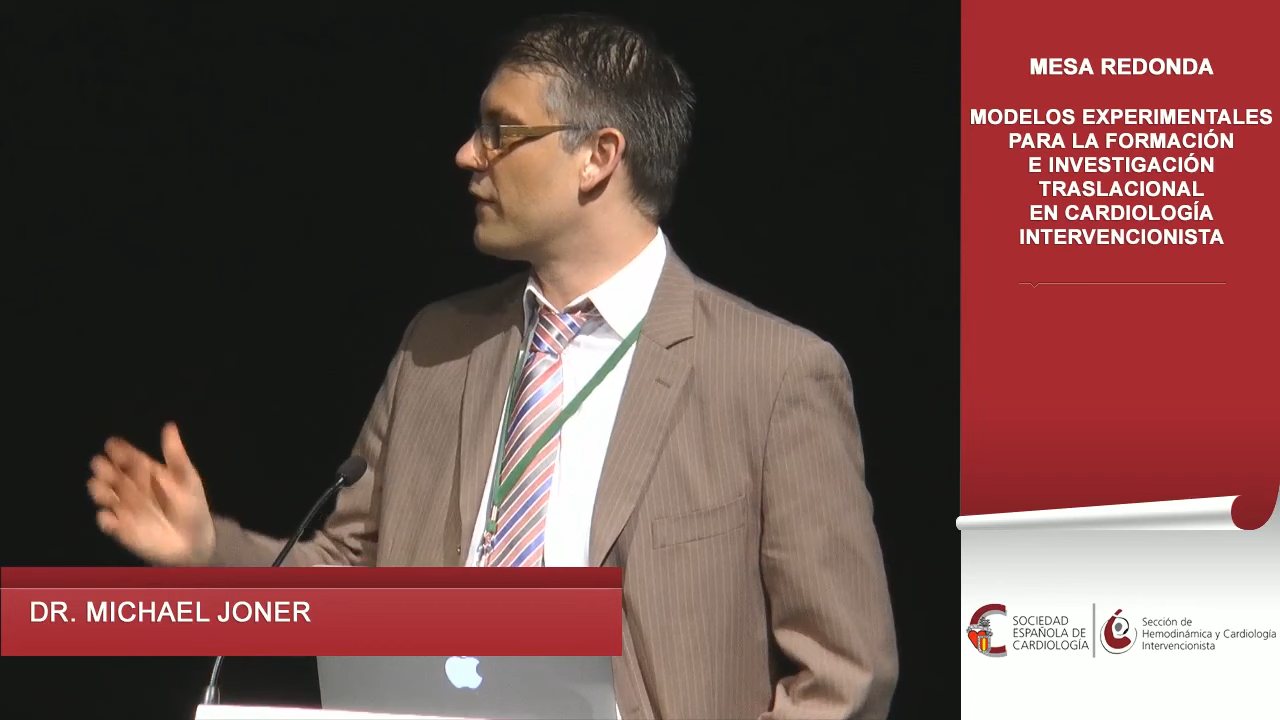 MESA REDONDA
MODELOS EXPERIMENTALES
PARA LA FORMACIÓN
E INVESTIGACIÓN
TRASLACIONAL
EN CARDIOLOGÍA
INTERVENCIONISTA
DR. MICHAEL JONER
SOCIEDAD
ESPAÑOLA DE
CARDIOLOGÍA
Sección de
Hemodinámica y Cardiología
Intervencionista